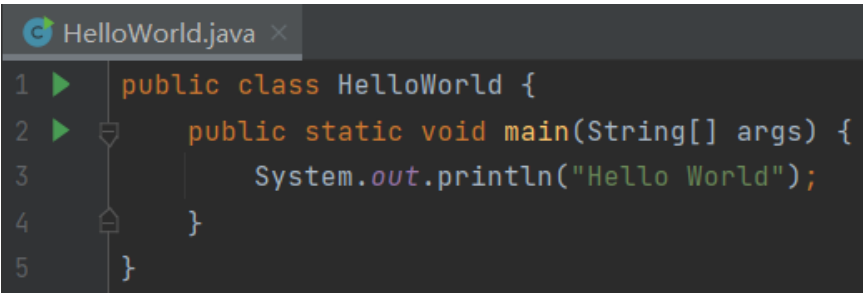 HelloWorld.java
1 public class HelloWorld {
2     public static void main(String[] args) {
3         System.out.println("Hello World");
4     }
5 }